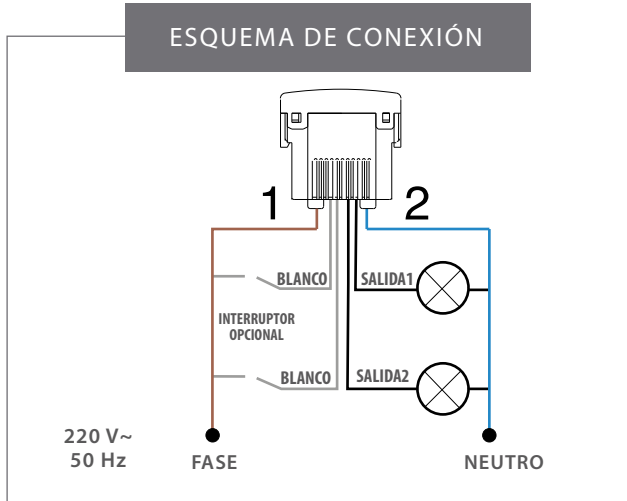 ESQUEMA DE CONEXIÓN
1
2
BLANCO
SALIDA1
INTERRUPTOR
OPCIONAL
BLANCO
SALIDA2
220 V~
50 Hz
FASE
NEUTRO